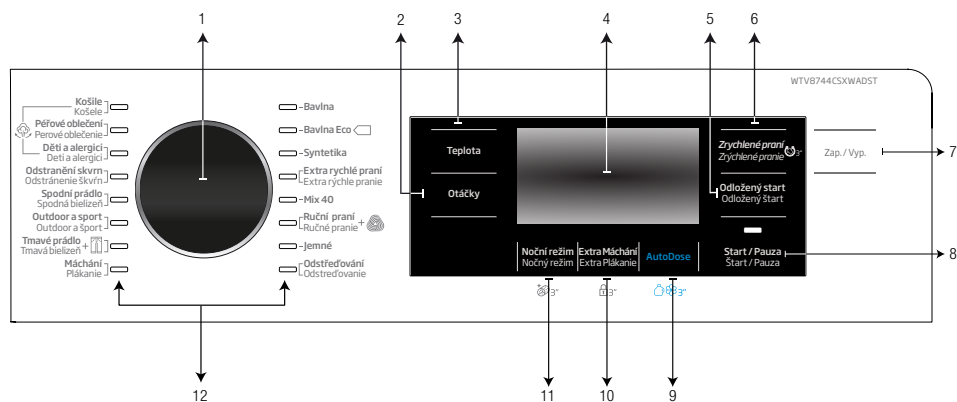 1
2
3
4
5
6
WTV8744CSXWADST
Košile
Košele
Péřové oblečení
Perové oblečenie
Děti a alergici
Deti a alergici
Odstranění skvrn
Odstránenie škvŕn
Spodní prádlo
Spodná bielizeň
Outdoor a sport
Outdoor a šport
Tmavé prádlo
Tmavá bielizeň
+
Máchání
Plákanie
Bavlna
Bavlna Eco
Syntetika
Extra rychlé praní
Extra rýchle pranie
Mix 40
Ruční praní
Ručné pranie
+
Jemné
Odstřeďování
Odstreďovanie
Teplota
Otáčky
Zrychlené praní
Zrýchlené pranie
3"
Odložený start
Odložený štart
Zap. / Vyp.
7
Noční režim
Nočný režim
Extra Máchání
Extra Plákanie
AutoDose
Start / Pauza
Štart / Pauza
8
3"
3"
3"
12
11
10
9